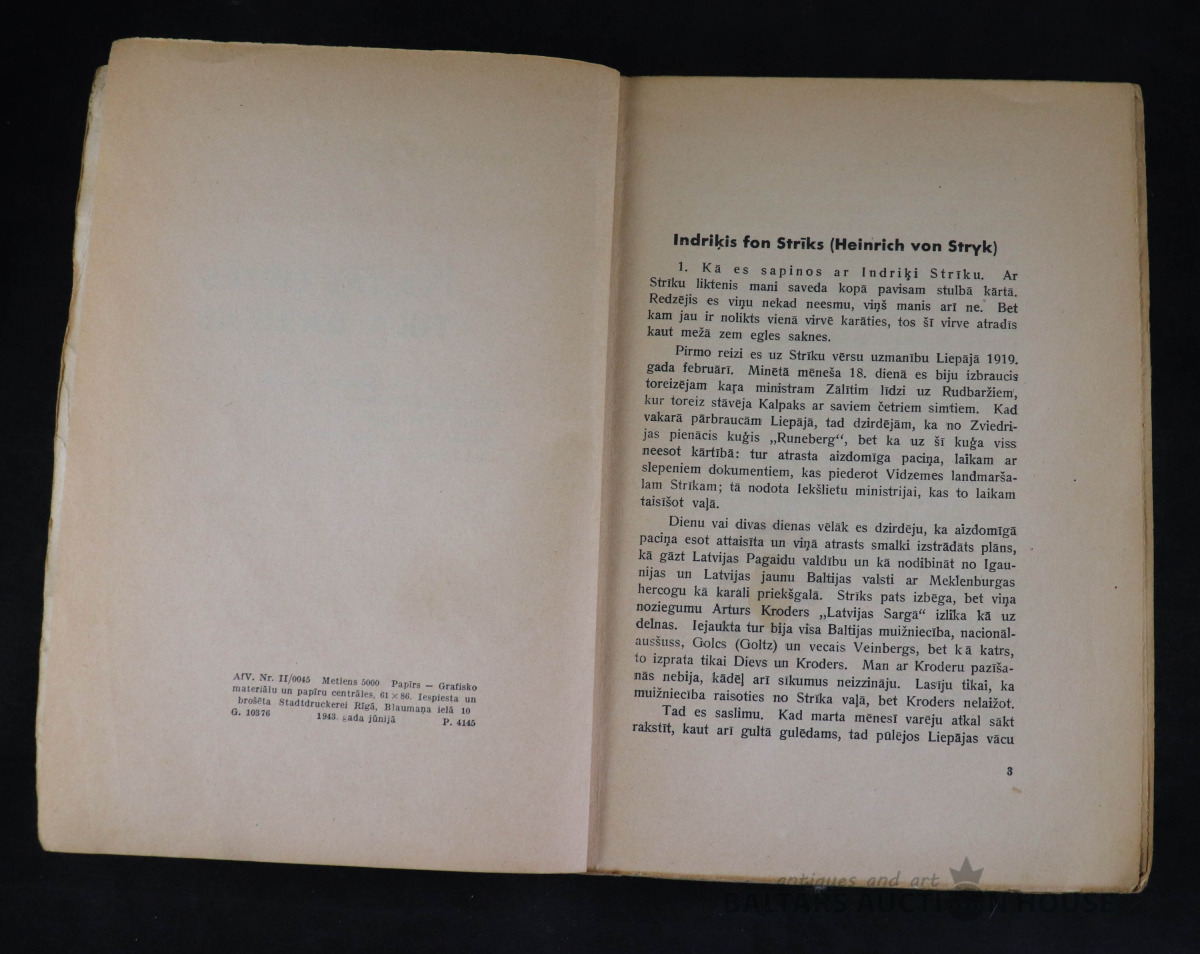 AfV. Nr. II/0045 Metiens 5000 Papīrs — Grafisko
materiālu un papīru centrāles, 61×86. Iespiesta un
brošēta Stadtdruckerei Rīgā, Blaumaņa ielā 10
G. 10376 1943. gada jūnijā P. 4145
Indriķis fon Strīks (Heinrich von Stryk)
1. Kā es sapinos ar Indriķi Strīku. Ar
Strīku liktenis mani saveda kopā pavisam stulbā kārtā.
Redzējis es viņu nekad neesmu, viņš manis arī ne. Bet
kam jau ir nolikts vienā virvē karāties, tos šī virve atradīs
kaut mežā zem egles saknes.
Pirmo reizi es uz Strīku vērsu uzmanību Liepājā 1919.
gada februārī. Minētā mēneša 18. dienā es biju izbraucis
toreizējam kaŗa ministram Zālītim līdzi uz Rudbaržiem,
kur toreiz stāvēja Kalpaks ar saviem četriem simtiem. Kad
vakarā pārbraucām Liepājā, tad dzirdējām, ka no Zviedri-
jas pienācis kuģis „Runeberg“, bet ka uz šī kuģa viss
neesot kārtībā: tur atrasta aizdomīga paciņa, laikam ar
slepeniem dokumentiem, kas piederot Vidzemes landmarša-
lam Strīkam; tā nodota Iekšlietu ministrijai, kas to laikam
taisīšot vaļā.
Dienu vai divas dienas vēlāk es dzirdēju, ka aizdomīgā
paciņa esot attaisīta un viņā atrasts smalki izstrādāts plāns,
kā gāzt Latvijas Pagaidu valdību un kā nodibināt no Igau-
nijas un Latvijas jaunu Baltijas valsti ar Meklenburgas
hercogu kā karali priekšgalā. Strīks pats izbēga, bet viņa
noziegumu Arturs Kroders „Latvijas Sargā“ izlika kā uz
delnas. Iejaukta tur bija visa Baltijas muižniecība, nacionāl-
ausšuss, Golcs (Goltz) un vecais Veinbergs, bet kā katrs,
to izprata tikai Dievs un Kroders. Man ar Kroderu pazīša-
nās nebija, kādēļ arī sīkumus neizzināju. Lasīju tikai, ka
muižniecība raisoties no Strīka vaļā, bet Kroders nelaižot.
Tad es saslimu. Kad marta mēnesī varēju atkal sākt
rakstīt, kaut arī gultā gulēdams, tad pūlējos Liepājas vācu
3
antiques and art
BALTARS AUCTION HOUSE